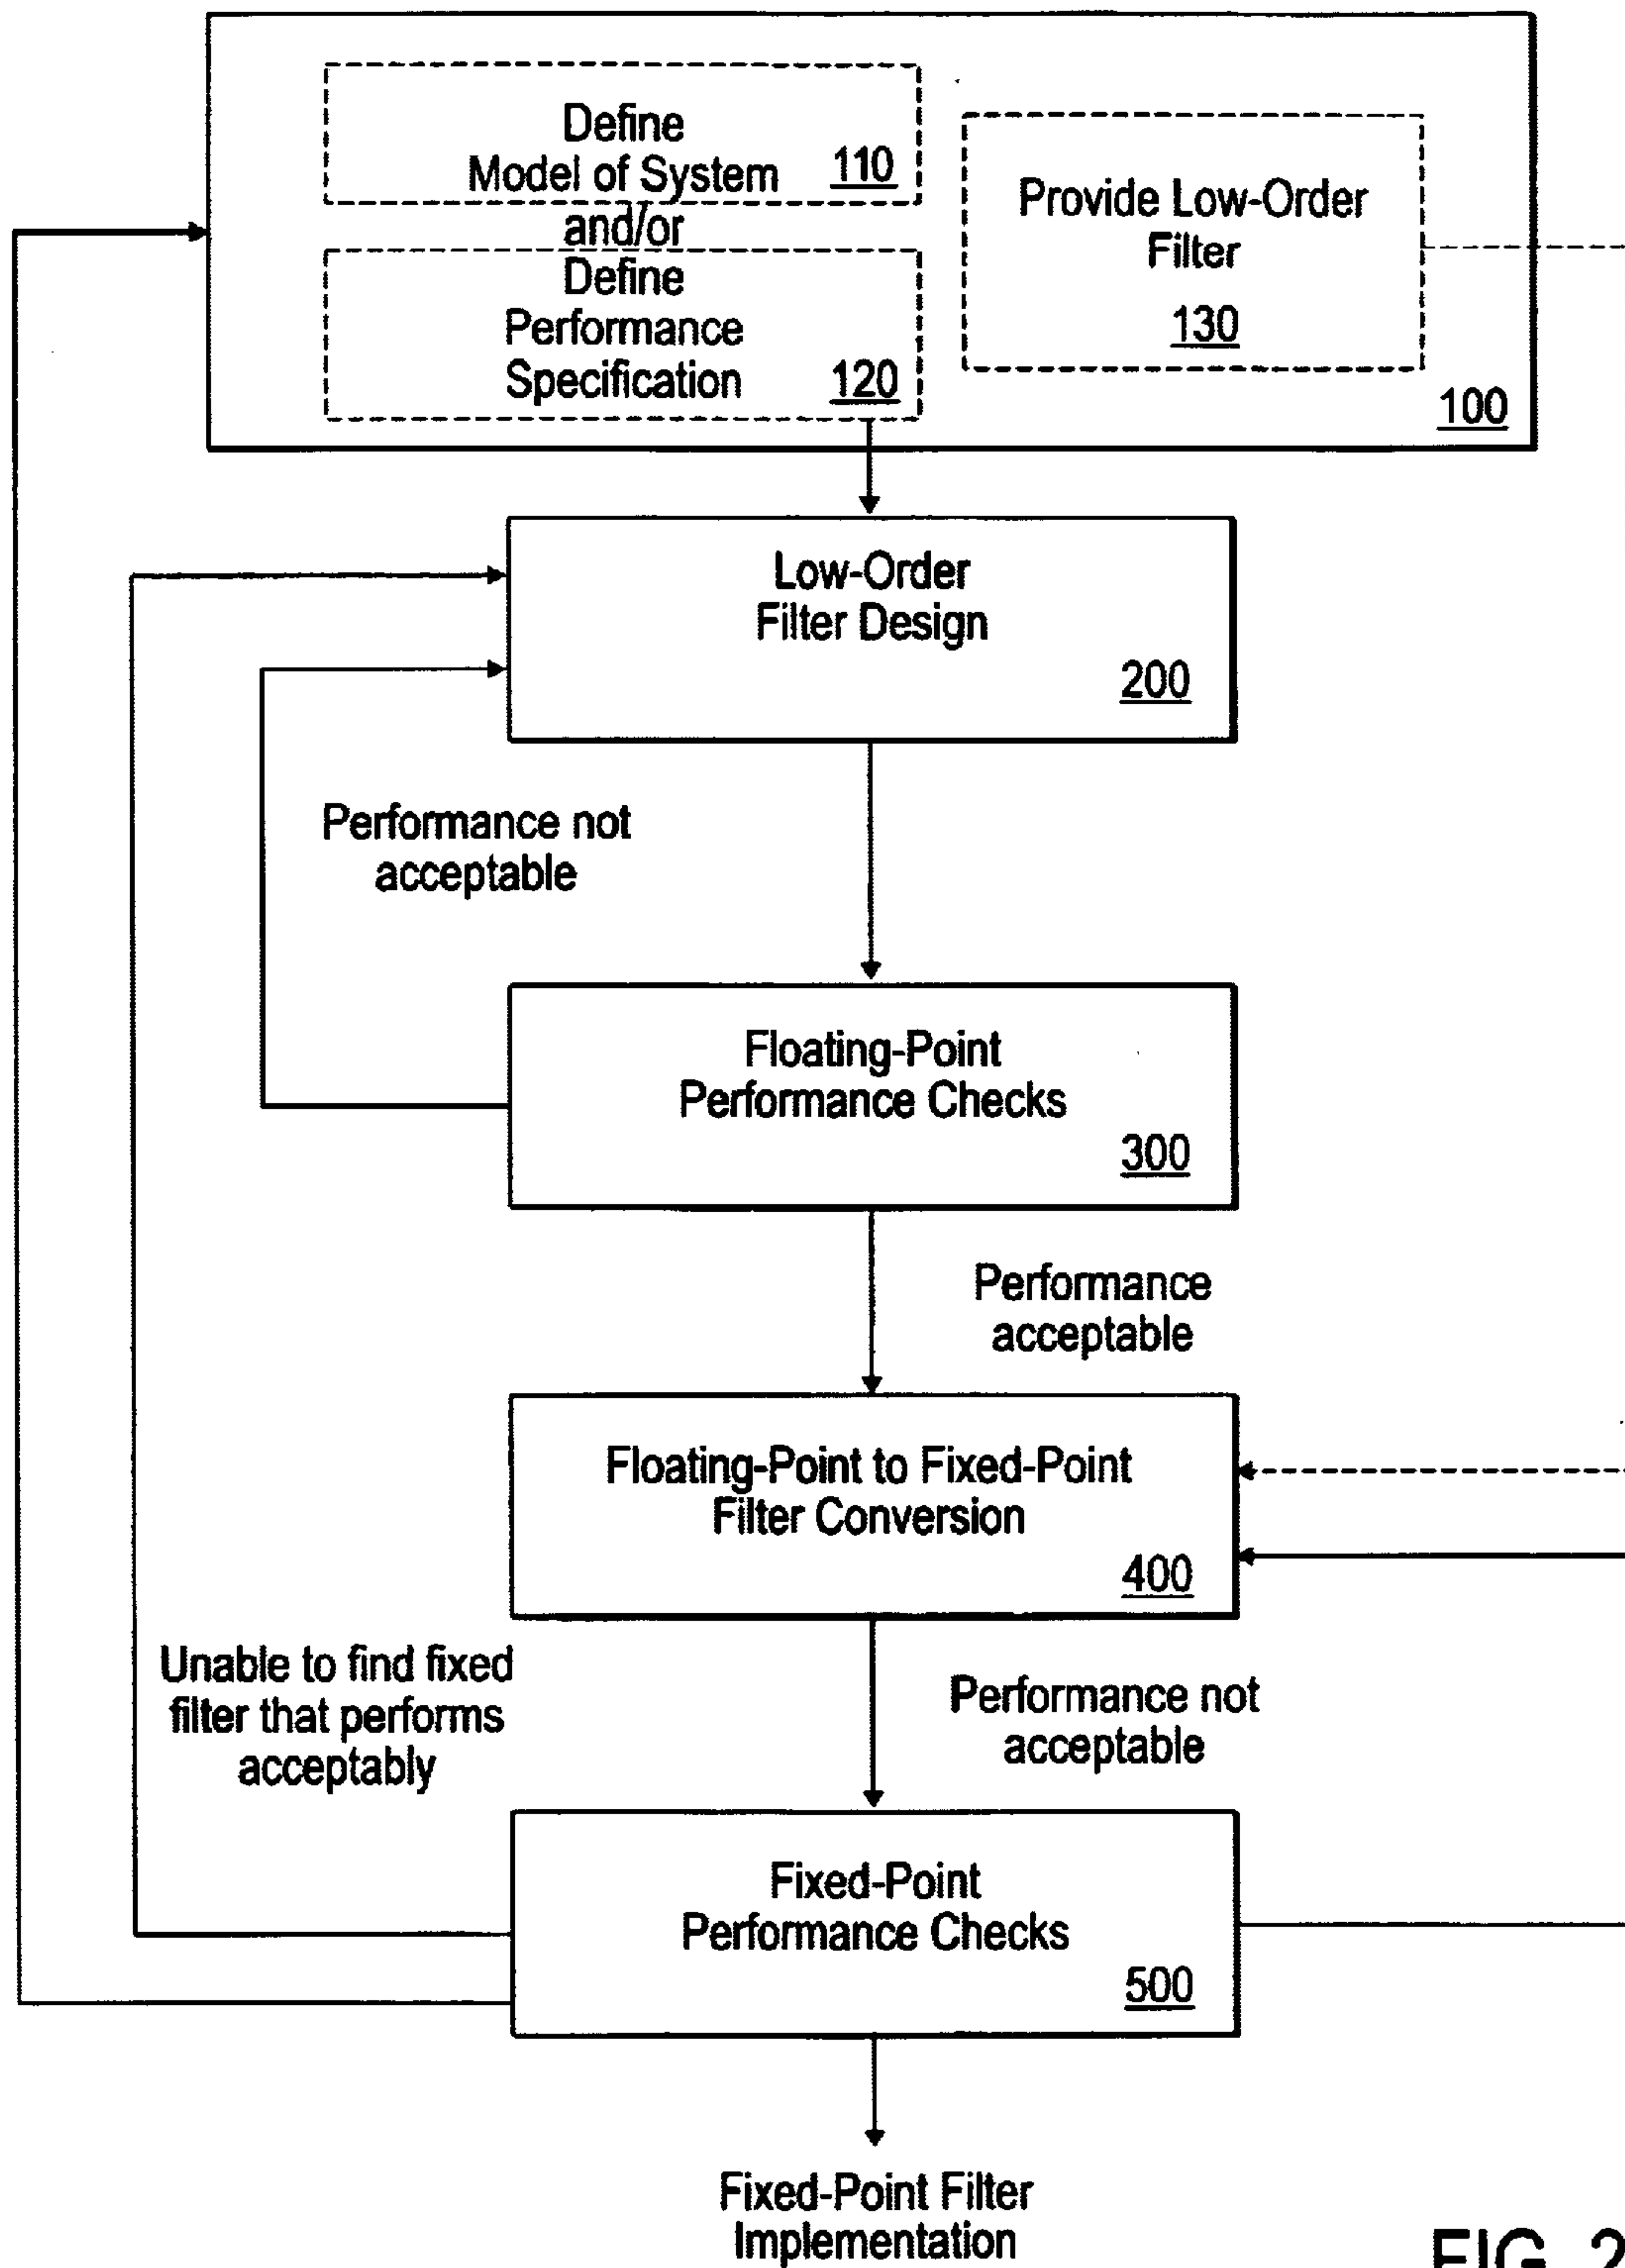 Define
Model of System 110
and/or
Define
Performance
Specification 120
Provide Low-Order
Filter
130
100
Low-Order
Filter Design
200
Performance not
acceptable
Floating-Point
Performance Checks
300
Performance
acceptable
Floating-Point to Fixed-Point
Filter Conversion
400
Unable to find fixed
filter that performs
acceptably
Performance not
acceptable
Fixed-Point
Performance Checks
500
Fixed-Point Filter
Implementation
FIG. 2